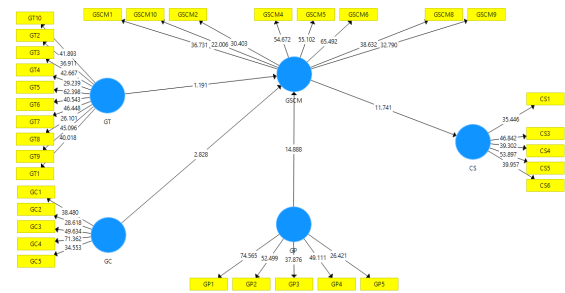 GT10
GSCM1 GSCM10 GSCM2 GSCM4 GSCM5 GSCM6 GSCM8 GSCM9
GT2
GT3
GT4
GT5
GT6
GT7
GT8
GT9
GT1
41.893
36.911
42.667
29.239
62.398
40.543
46.448
26.101
45.096
40.018
GT
36.731 22.006 30.403 54.672 55.102 65.492 38.632 32.790
GSCM
1.191
11.741
2.828
14.888
CS1
CS3
CS4
CS5
CS6
35.446
46.842
39.302
53.897
39.957
CS
GC1
GC2
GC3
GC4
GC5
38.480
28.618
49.634
71.362
34.553
GC
GP
74.565 52.499 37.876 49.111 26.421
GP1 GP2 GP3 GP4 GP5